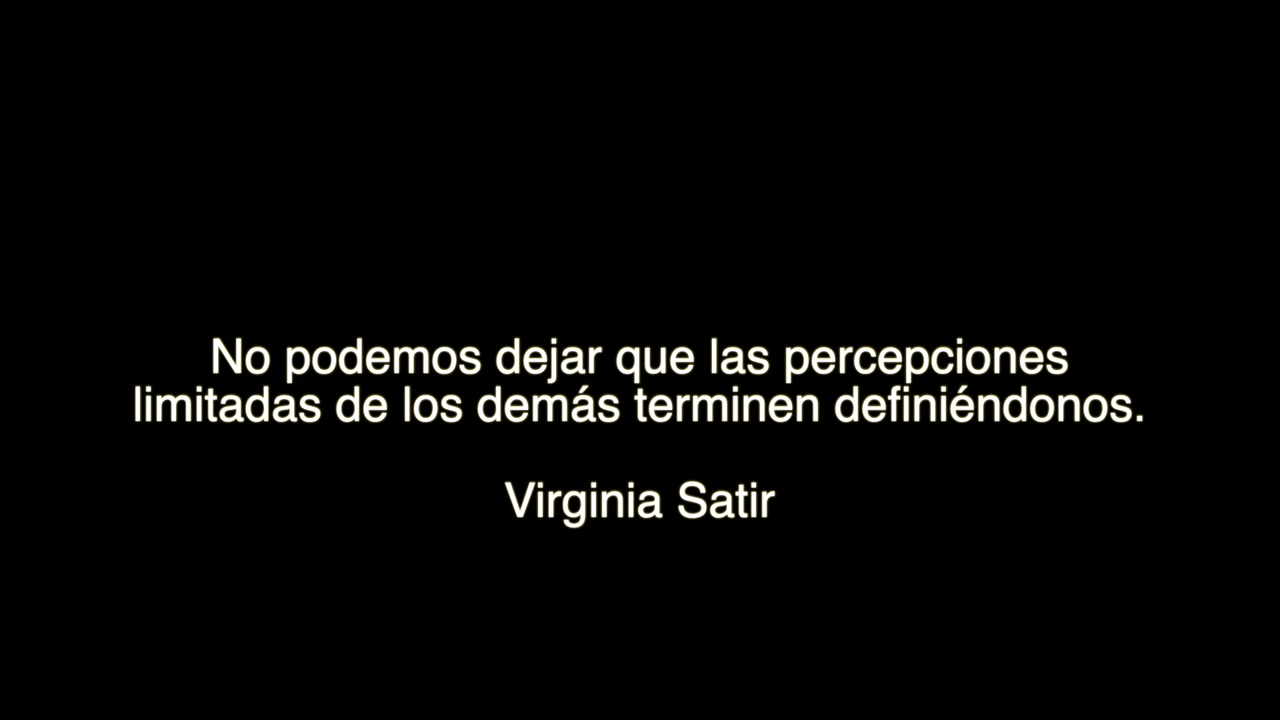 No podemos dejar que las percepciones
limitadas de los demás terminen definiéndonos.
Virginia Satir